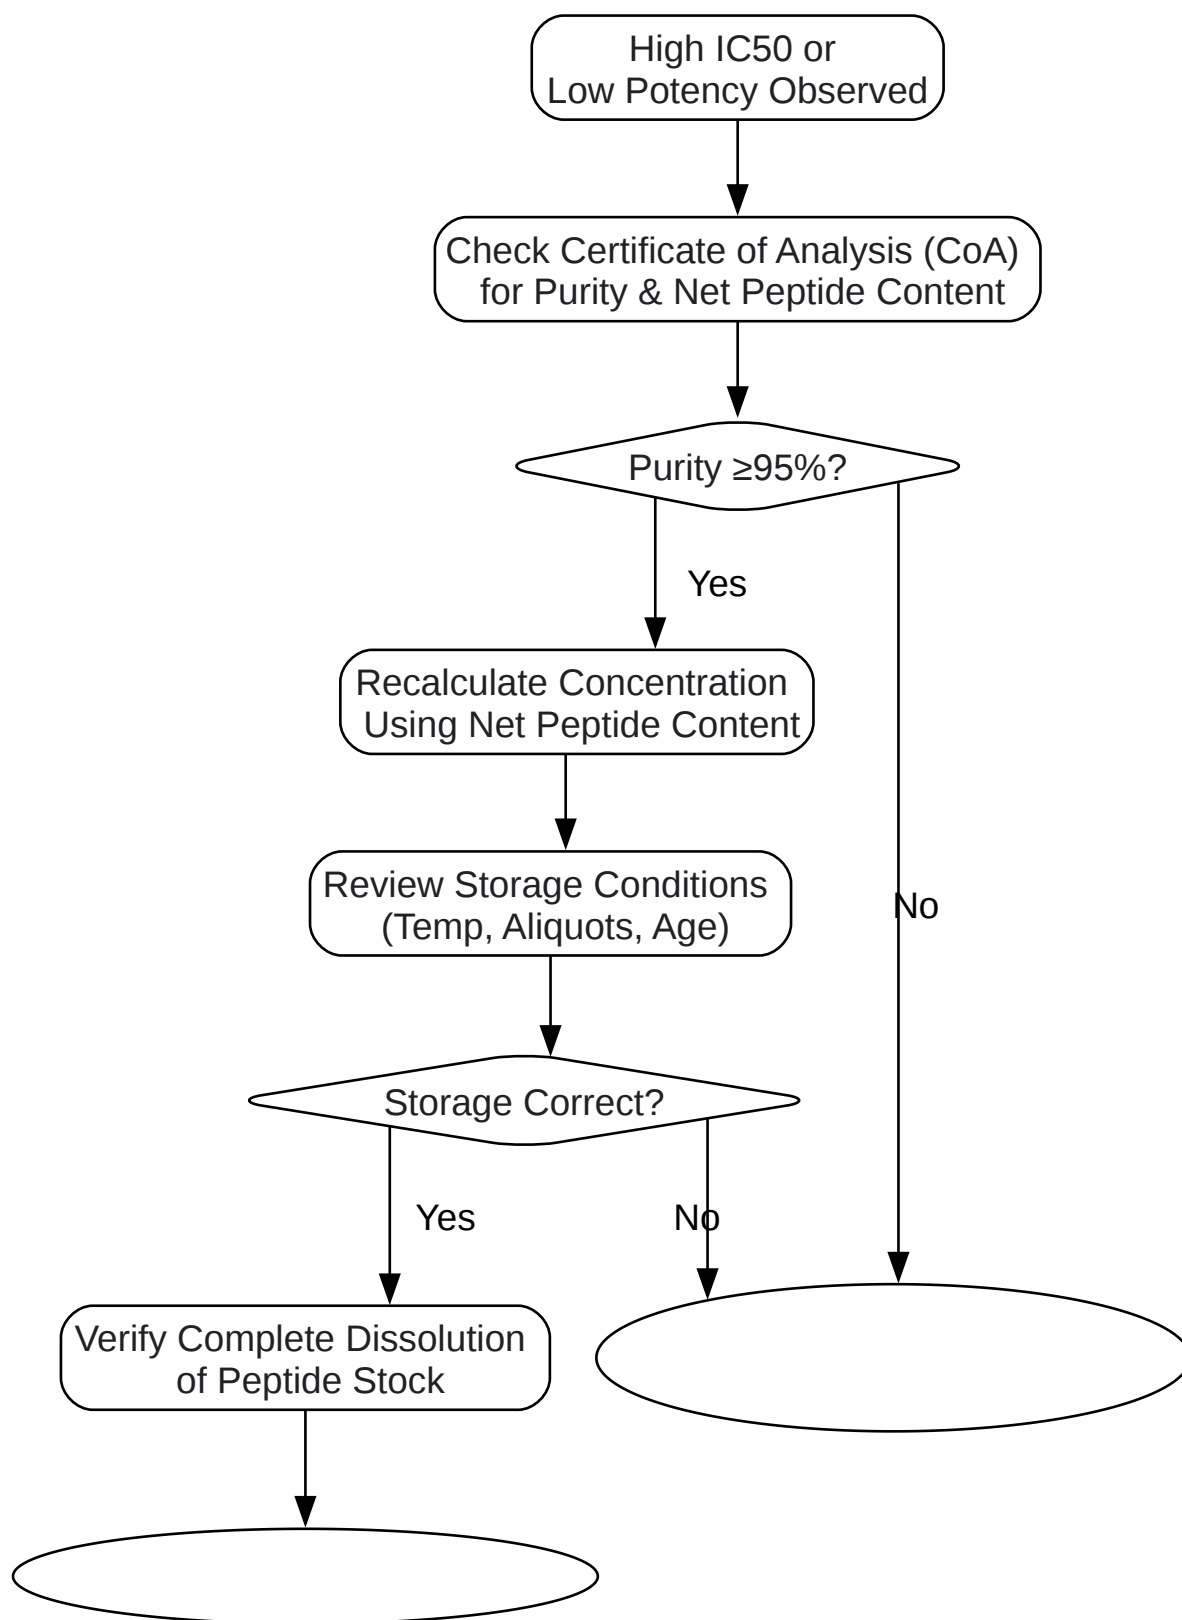 High IC50 or
Low Potency Observed
Check Certificate of Analysis (CoA)
for Purity & Net Peptide Content
Purity ≥95%?
Yes
Recalculate Concentration
Using Net Peptide Content
Review Storage Conditions
(Temp, Aliquots, Age)
No
Storage Correct?
Yes
No
Verify Complete Dissolution
of Peptide Stock